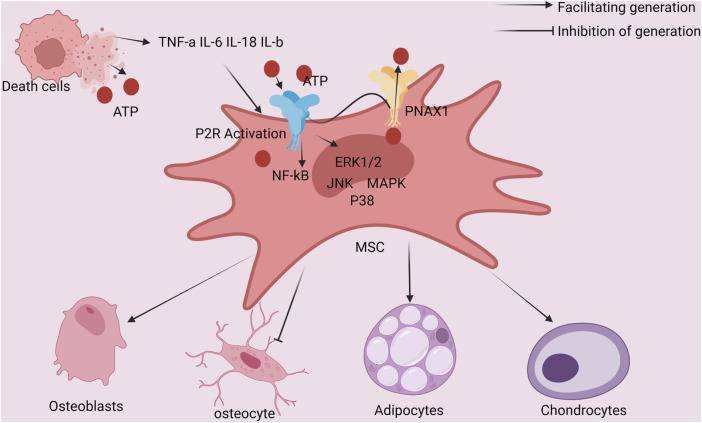 Facilitating generation
Inhibition of generation
TNF-a IL-6 IL-18 IL-b
Death cells
ATP
ATP
PNAX1
P2R Activation
ERK1/2
NF-kB
JNK MAPK
P38
MSC
Osteoblasts
osteocyte
Adipocytes
Chondrocytes